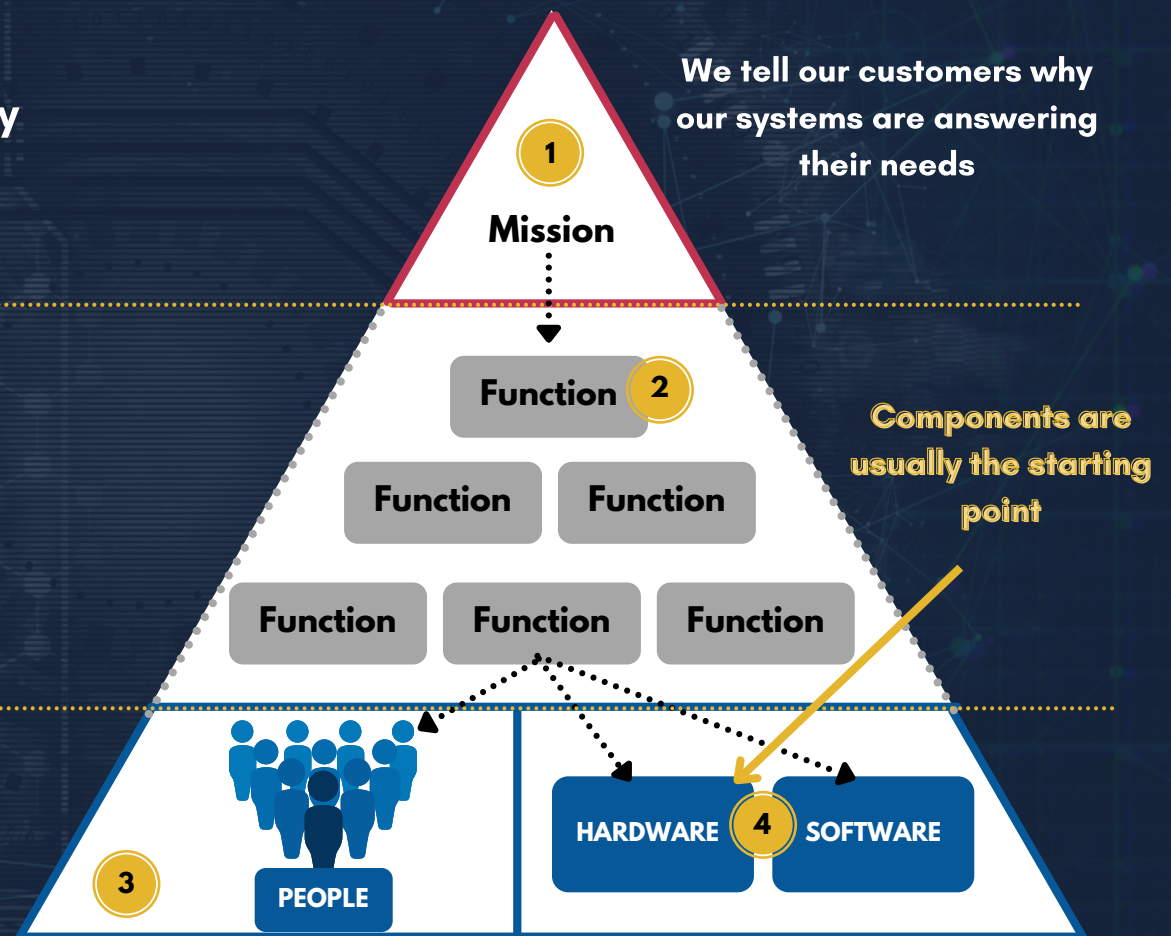 y
We tell our customers why
our systems are answering
their needs
1
Mission
Function
2
Components are
usually the starting
point
Function
Function
Function
Function
Function
HARDWARE
4
SOFTWARE
3
PEOPLE